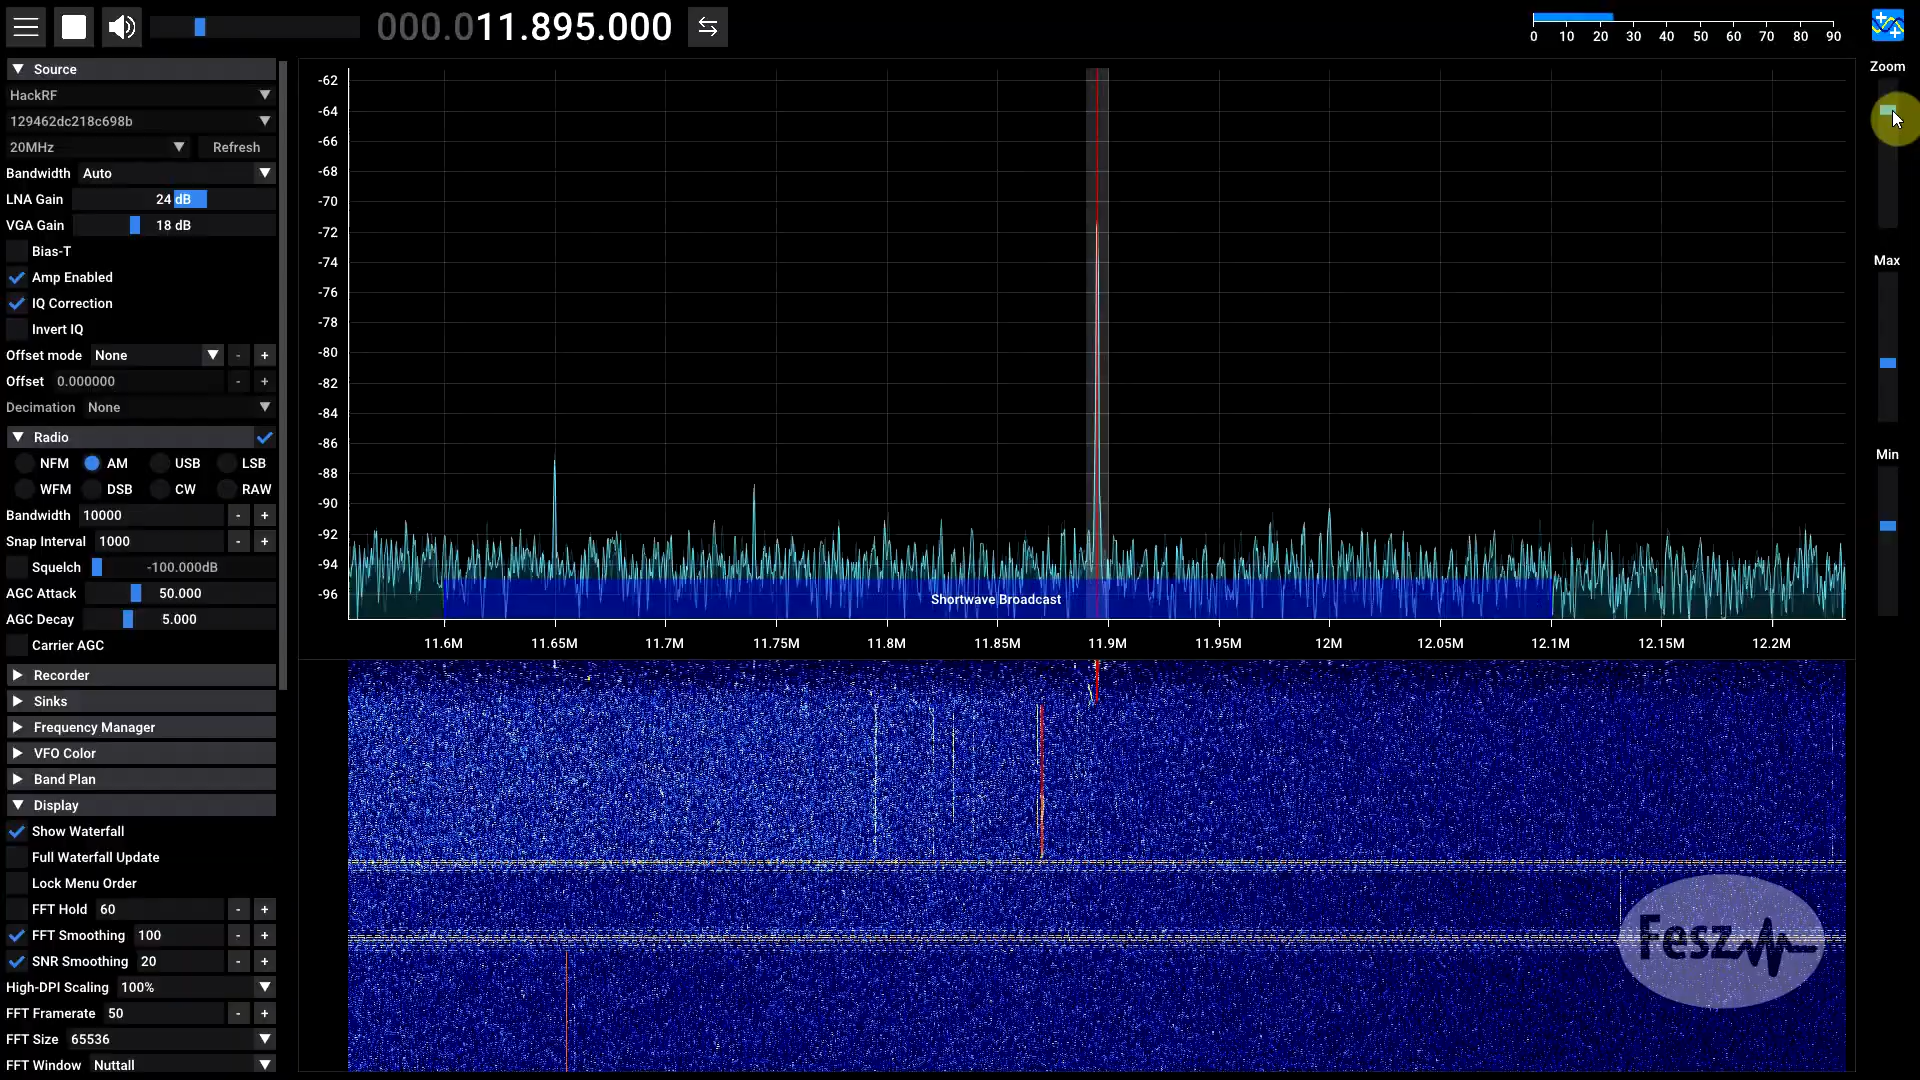 000.011.895.000
0 10 20 30 40 50 60 70 80 90
Zoom
Max
Min
Source
HackRF
129462dc218c698b
20MHz Refresh
Bandwidth Auto
LNA Gain 24 dB
VGA Gain 18 dB
Bias-T
Amp Enabled
IQ Correction
Invert IQ
Offset mode None - +
Offset 0.000000 - +
Decimation None
Radio
NFM AM USB LSB
WFM DSB CW RAW
Bandwidth 10000 - +
Snap Interval 1000 - +
Squelch -100.000dB
AGC Attack 50.000
AGC Decay 5.000
Carrier AGC
Recorder
Sinks
Frequency Manager
VFO Color
Band Plan
Display
Show Waterfall
Full Waterfall Update
Lock Menu Order
FFT Hold 60 - +
FFT Smoothing 100 - +
SNR Smoothing 20 - +
High-DPI Scaling 100%
FFT Framerate 50 - +
FFT Size 65536
FFT Window Nuttall
-62
-64
-66
-68
-70
-72
-74
-76
-78
-80
-82
-84
-86
-88
-90
-92
-94
-96
Shortwave Broadcast
11.6M 11.65M 11.7M 11.75M 11.8M 11.85M 11.9M 11.95M 12M 12.05M 12.1M 12.15M 12.2M
Fesz